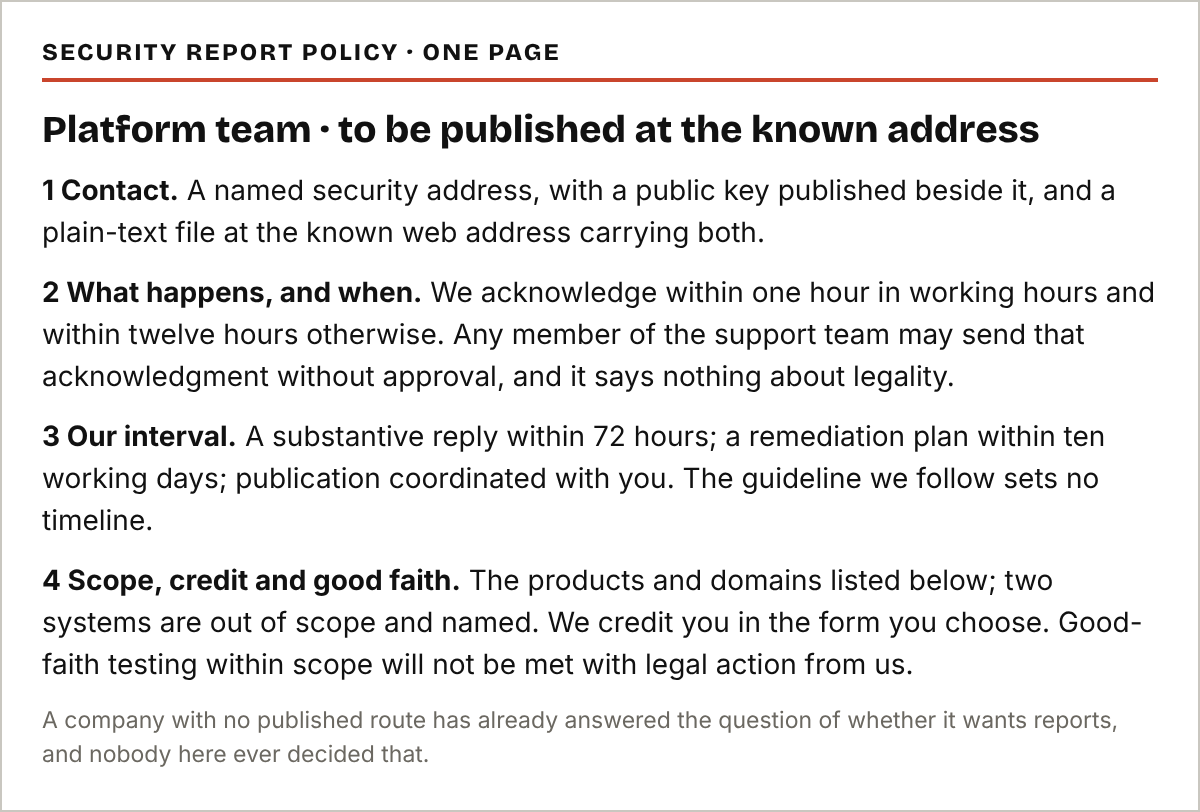 SECURITY REPORT POLICY · ONE PAGE
Platform team · to be published at the known address
1 Contact. A named security address, with a public key published beside it, and a
plain-text file at the known web address carrying both.
2 What happens, and when. We acknowledge within one hour in working hours and
within twelve hours otherwise. Any member of the support team may send that
acknowledgment without approval, and it says nothing about legality.
3 Our interval. A substantive reply within 72 hours; a remediation plan within ten
working days; publication coordinated with you. The guideline we follow sets no
timeline.
4 Scope, credit and good faith. The products and domains listed below; two
systems are out of scope and named. We credit you in the form you choose. Good-
faith testing within scope will not be met with legal action from us.
A company with no published route has already answered the question of whether it wants reports,
and nobody here ever decided that.